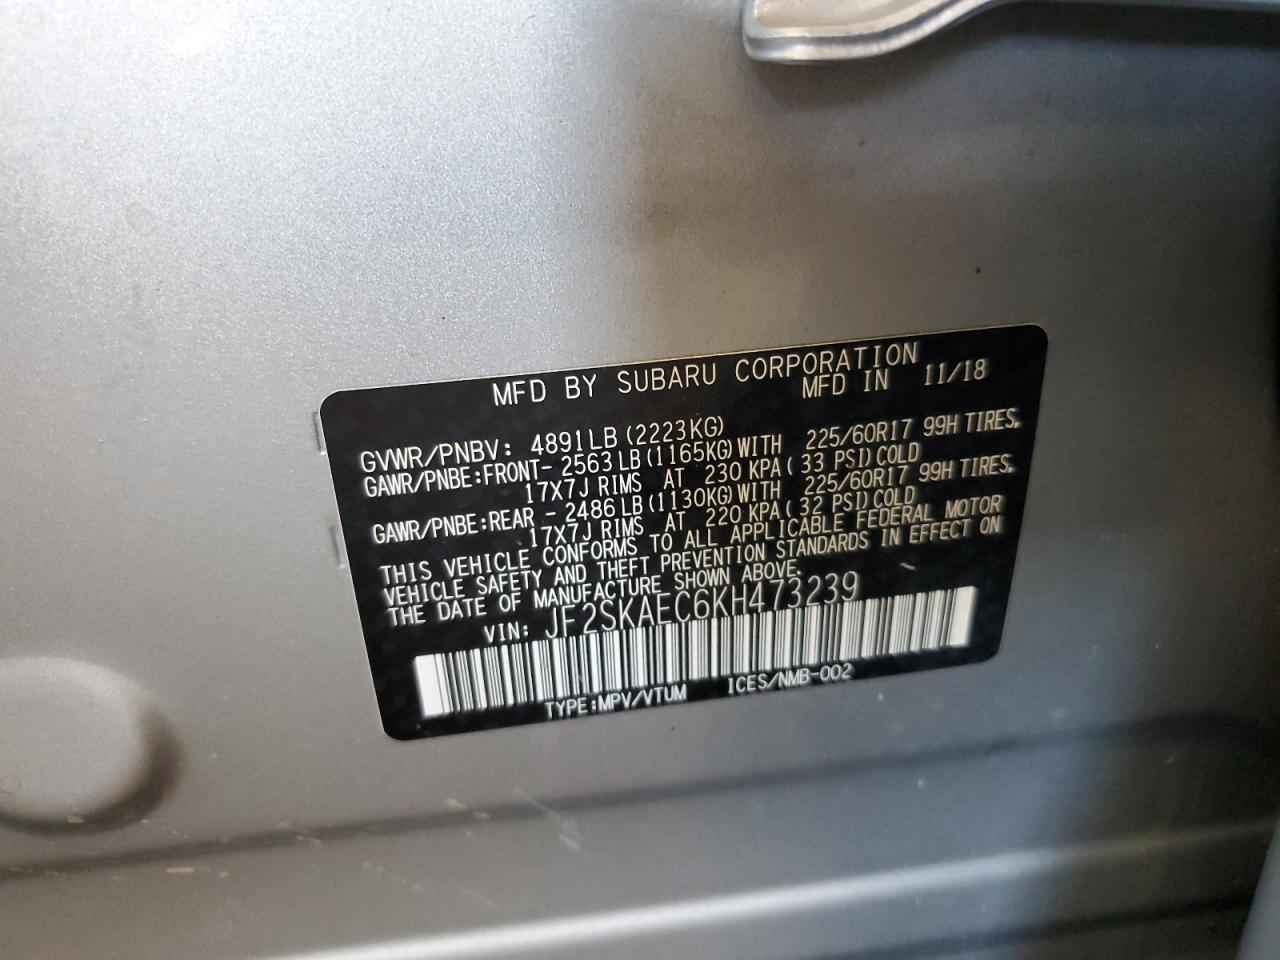 MFD BY SUBARU CORPORATION
MFD IN 11/18
GVWR/PNBV: 4891LB (2223KG)
GAWR/PNBE:FRONT- 2563LB(1165KG)WITH 225/60R17 99H TIRES.
17X7J RIMS AT 230 KPA(33 PSI)COLD
GAWR/PNBE:REAR - 2486LB(1130KG)WITH 225/60R17 99H TIRES.
17X7J RIMS AT 220 KPA(32 PSI)COLD
THIS VEHICLE CONFORMS TO ALL APPLICABLE FEDERAL MOTOR
VEHICLE SAFETY AND THEFT PREVENTION STANDARDS IN EFFECT ON
THE DATE OF MANUFACTURE SHOWN ABOVE.
VIN: JF2SKAEC6KH473239
TYPE:MPV/VTUM ICES/NMB-002